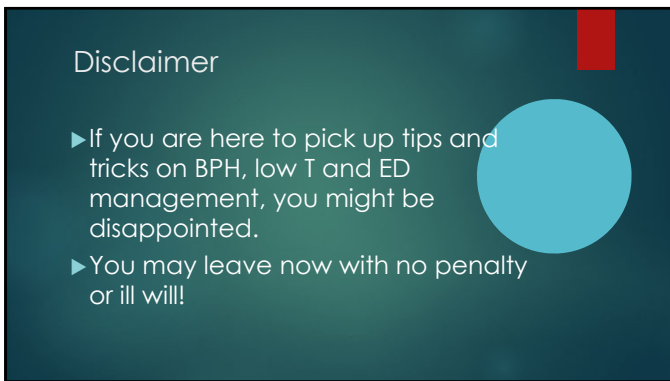 Disclaimer
▶If you are here to pick up tips and
tricks on BPH, low T and ED
management, you might be
disappointed.
▶You may leave now with no penalty
or ill will!